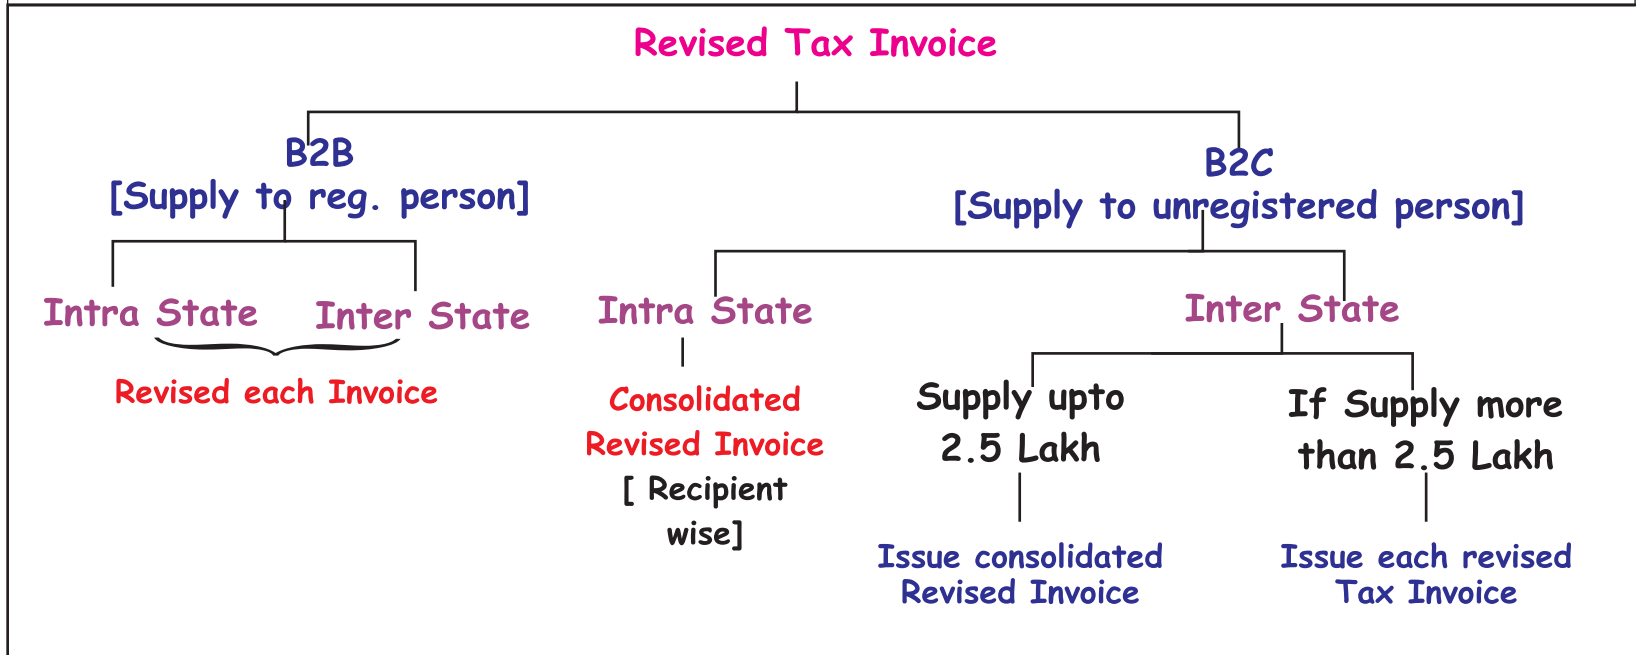 Revised Tax Invoice
B2B
[Supply to reg. person]
B2C
[Supply to unregistered person]
Intra State
Inter State
Revised each Invoice
Intra State
Consolidated
Revised Invoice
[ Recipient
wise]
Inter State
Supply upto
2.5 Lakh
Issue consolidated
Revised Invoice
If Supply more
than 2.5 Lakh
Issue each revised
Tax Invoice